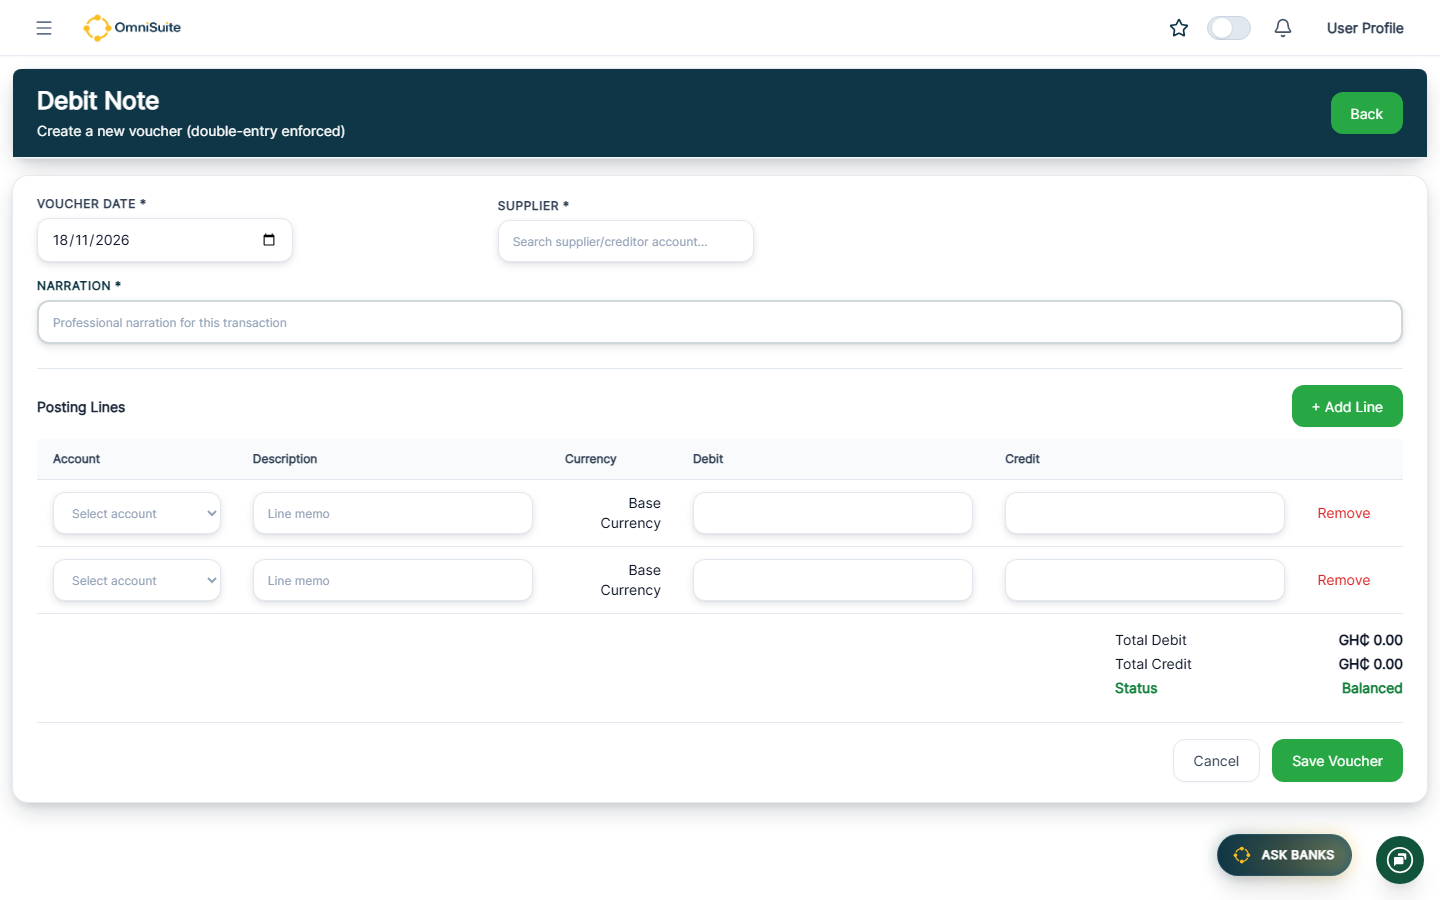 OmniSuite
User Profile
Debit Note
Create a new voucher (double-entry enforced)
Back
VOUCHER DATE *
18/11/2026
SUPPLIER *
Search supplier/creditor account...
NARRATION *
Professional narration for this transaction
Posting Lines
+ Add Line
Account Description Currency Debit Credit
Select account Line memo Base Currency Remove
Select account Line memo Base Currency Remove
Total Debit GH₵ 0.00
Total Credit GH₵ 0.00
Status Balanced
Cancel Save Voucher
ASK BANKS